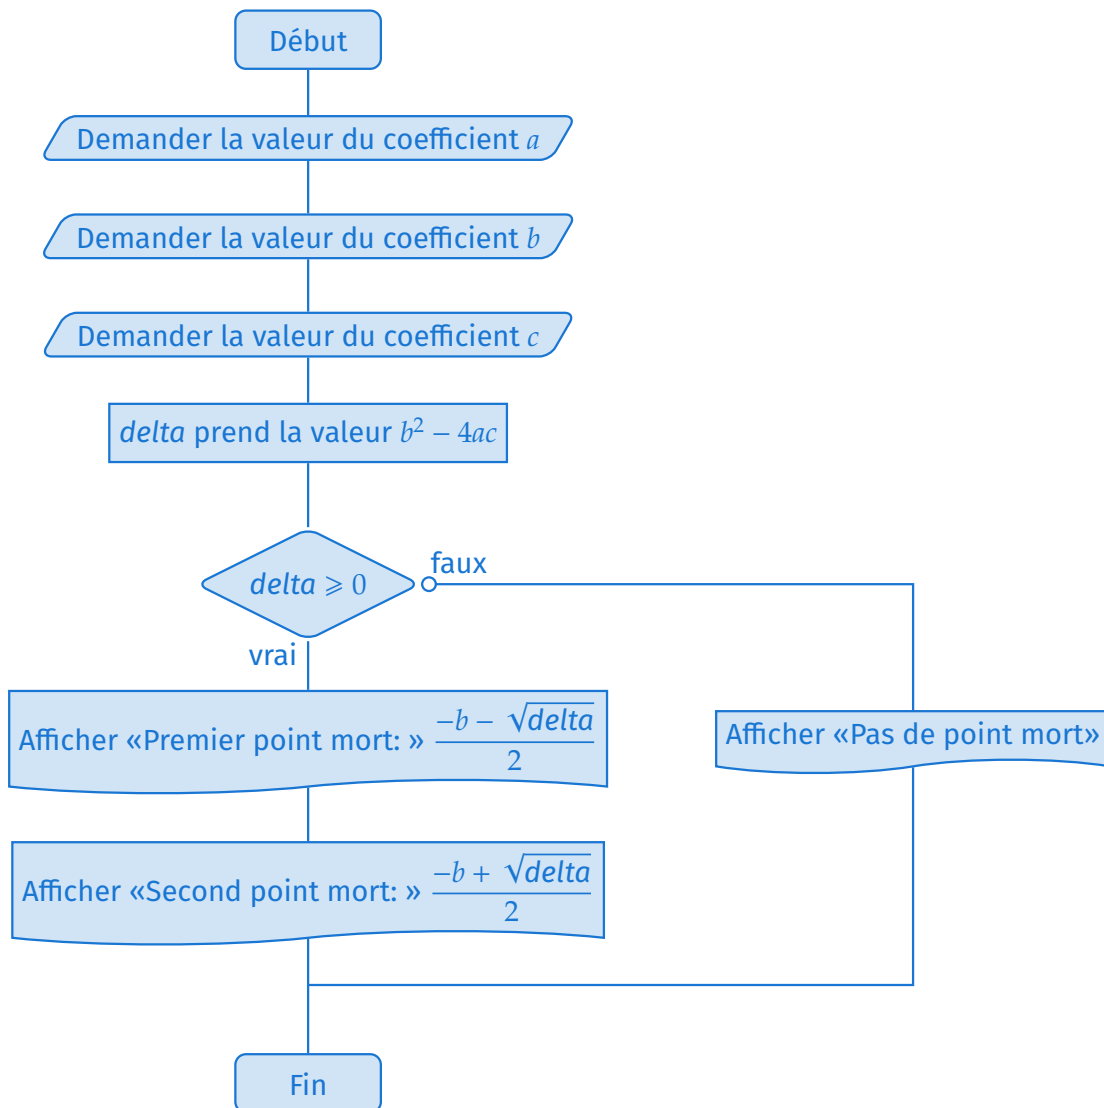 Début
Demander la valeur du coefficient a
Demander la valeur du coefficient b
Demander la valeur du coefficient c
delta prend la valeur b² − 4ac
delta ⩾ 0
faux
vrai
Afficher «Premier point mort: » (−b − √delta)/2
Afficher «Pas de point mort»
Afficher «Second point mort: » (−b + √delta)/2
Fin